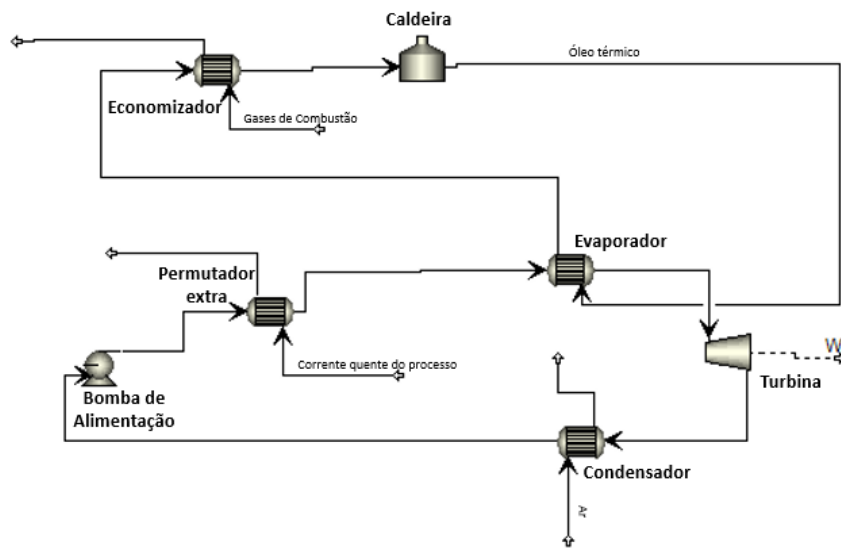 Caldeira
Óleo térmico
Economizador
Gases de Combustão
Evaporador
Permutador
extra
Corrente quente do processo
W
Turbina
Bomba de
Alimentação
Condensador
Ar